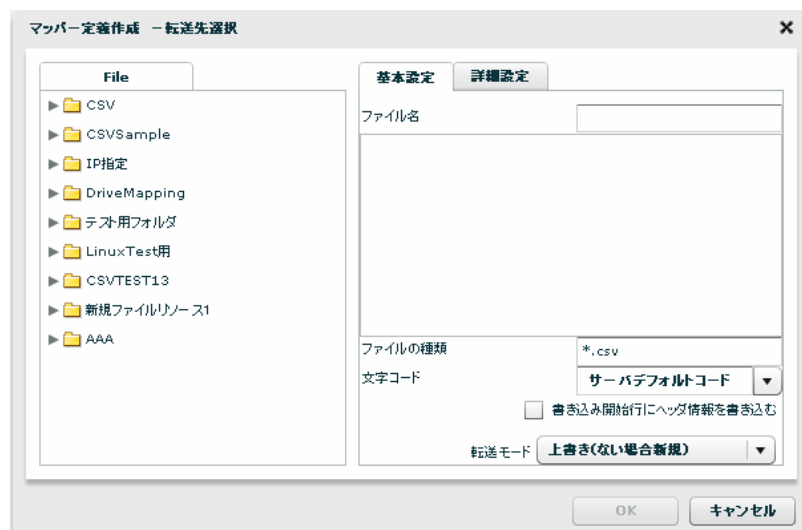 マッパー定義作成 －転送先選択
File
CSV
CSVSample
IP指定
DriveMapping
テスト用フォルダ
LinuxTest用
CSVTEST13
新規ファイルリソース1
AAA
基本設定 詳細設定
ファイル名
ファイルの種類 *.csv
文字コード サーバデフォルトコード
書き込み開始行にヘッダ情報を書き込む
転送モード 上書き(ない場合新規)
OK キャンセル